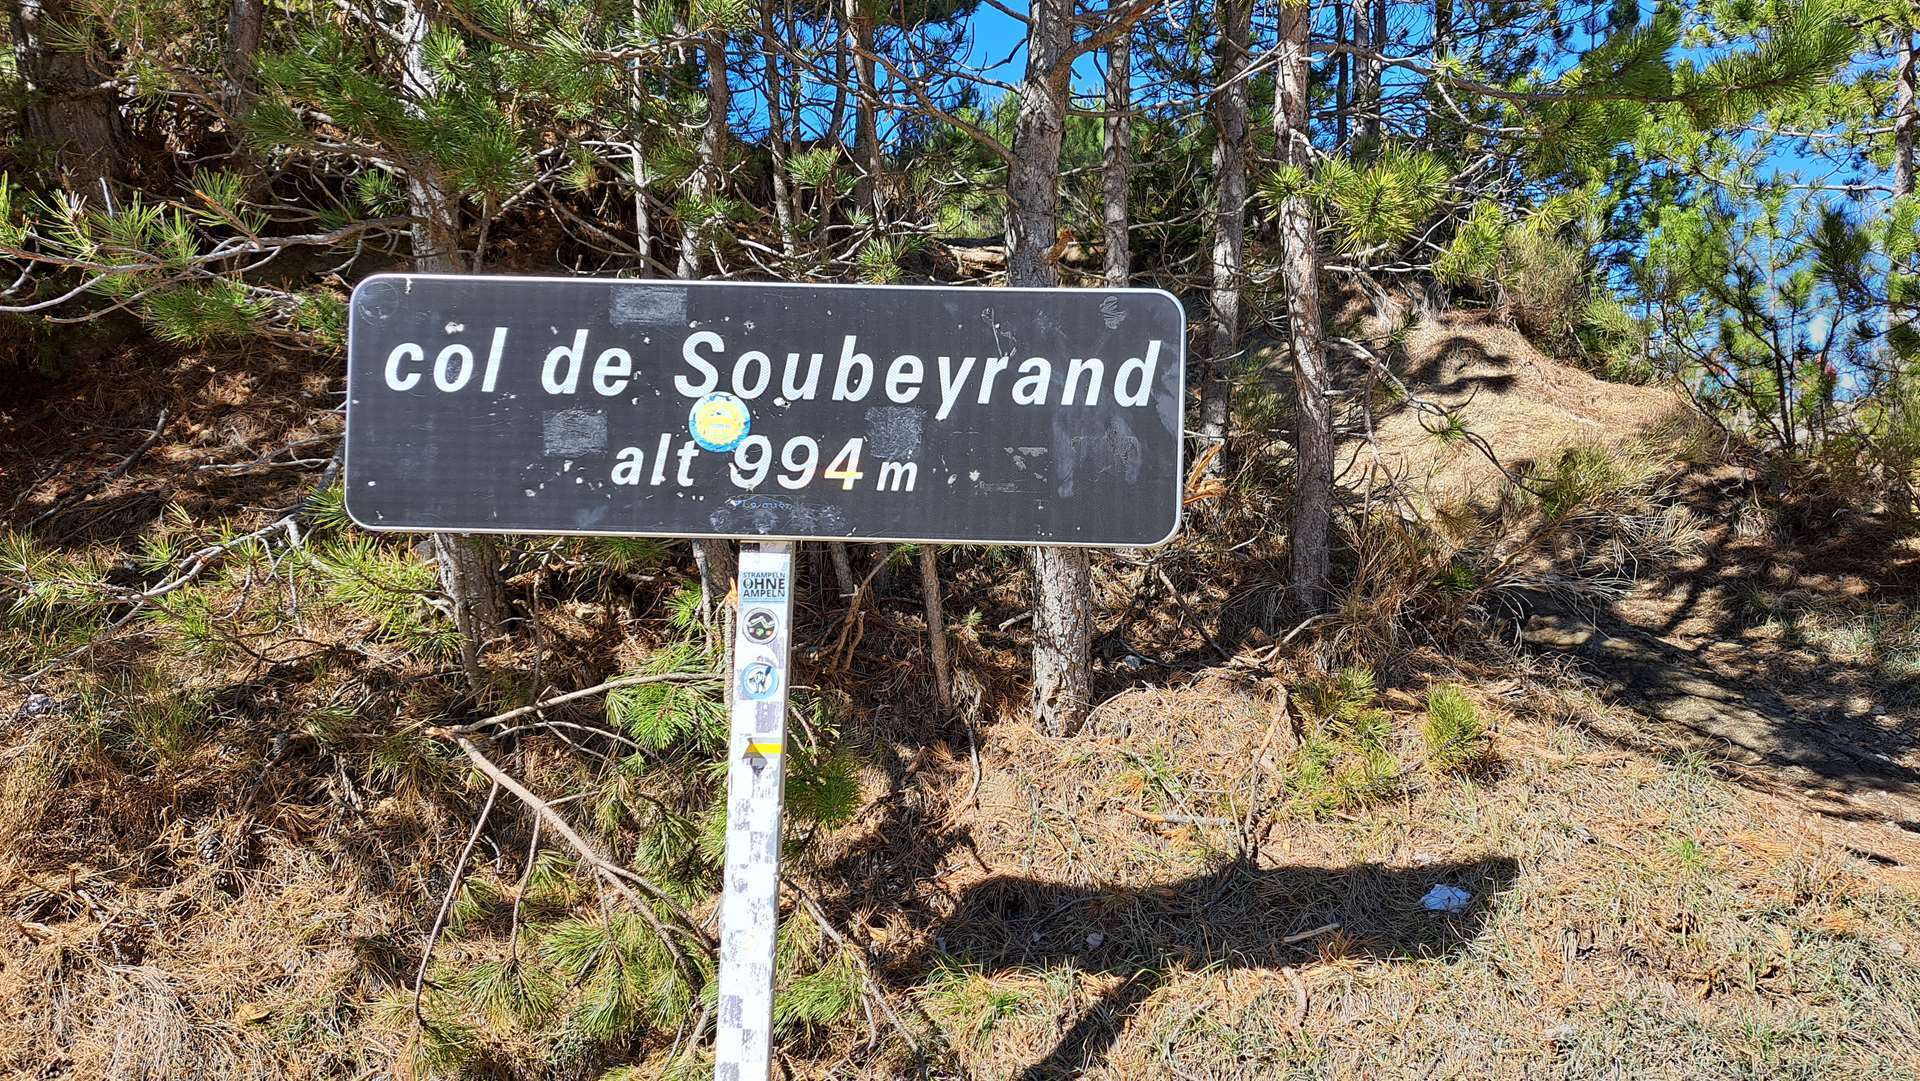 col de Soubeyrand
alt 994 m
STRAMPELN
OHNE
AMPELN